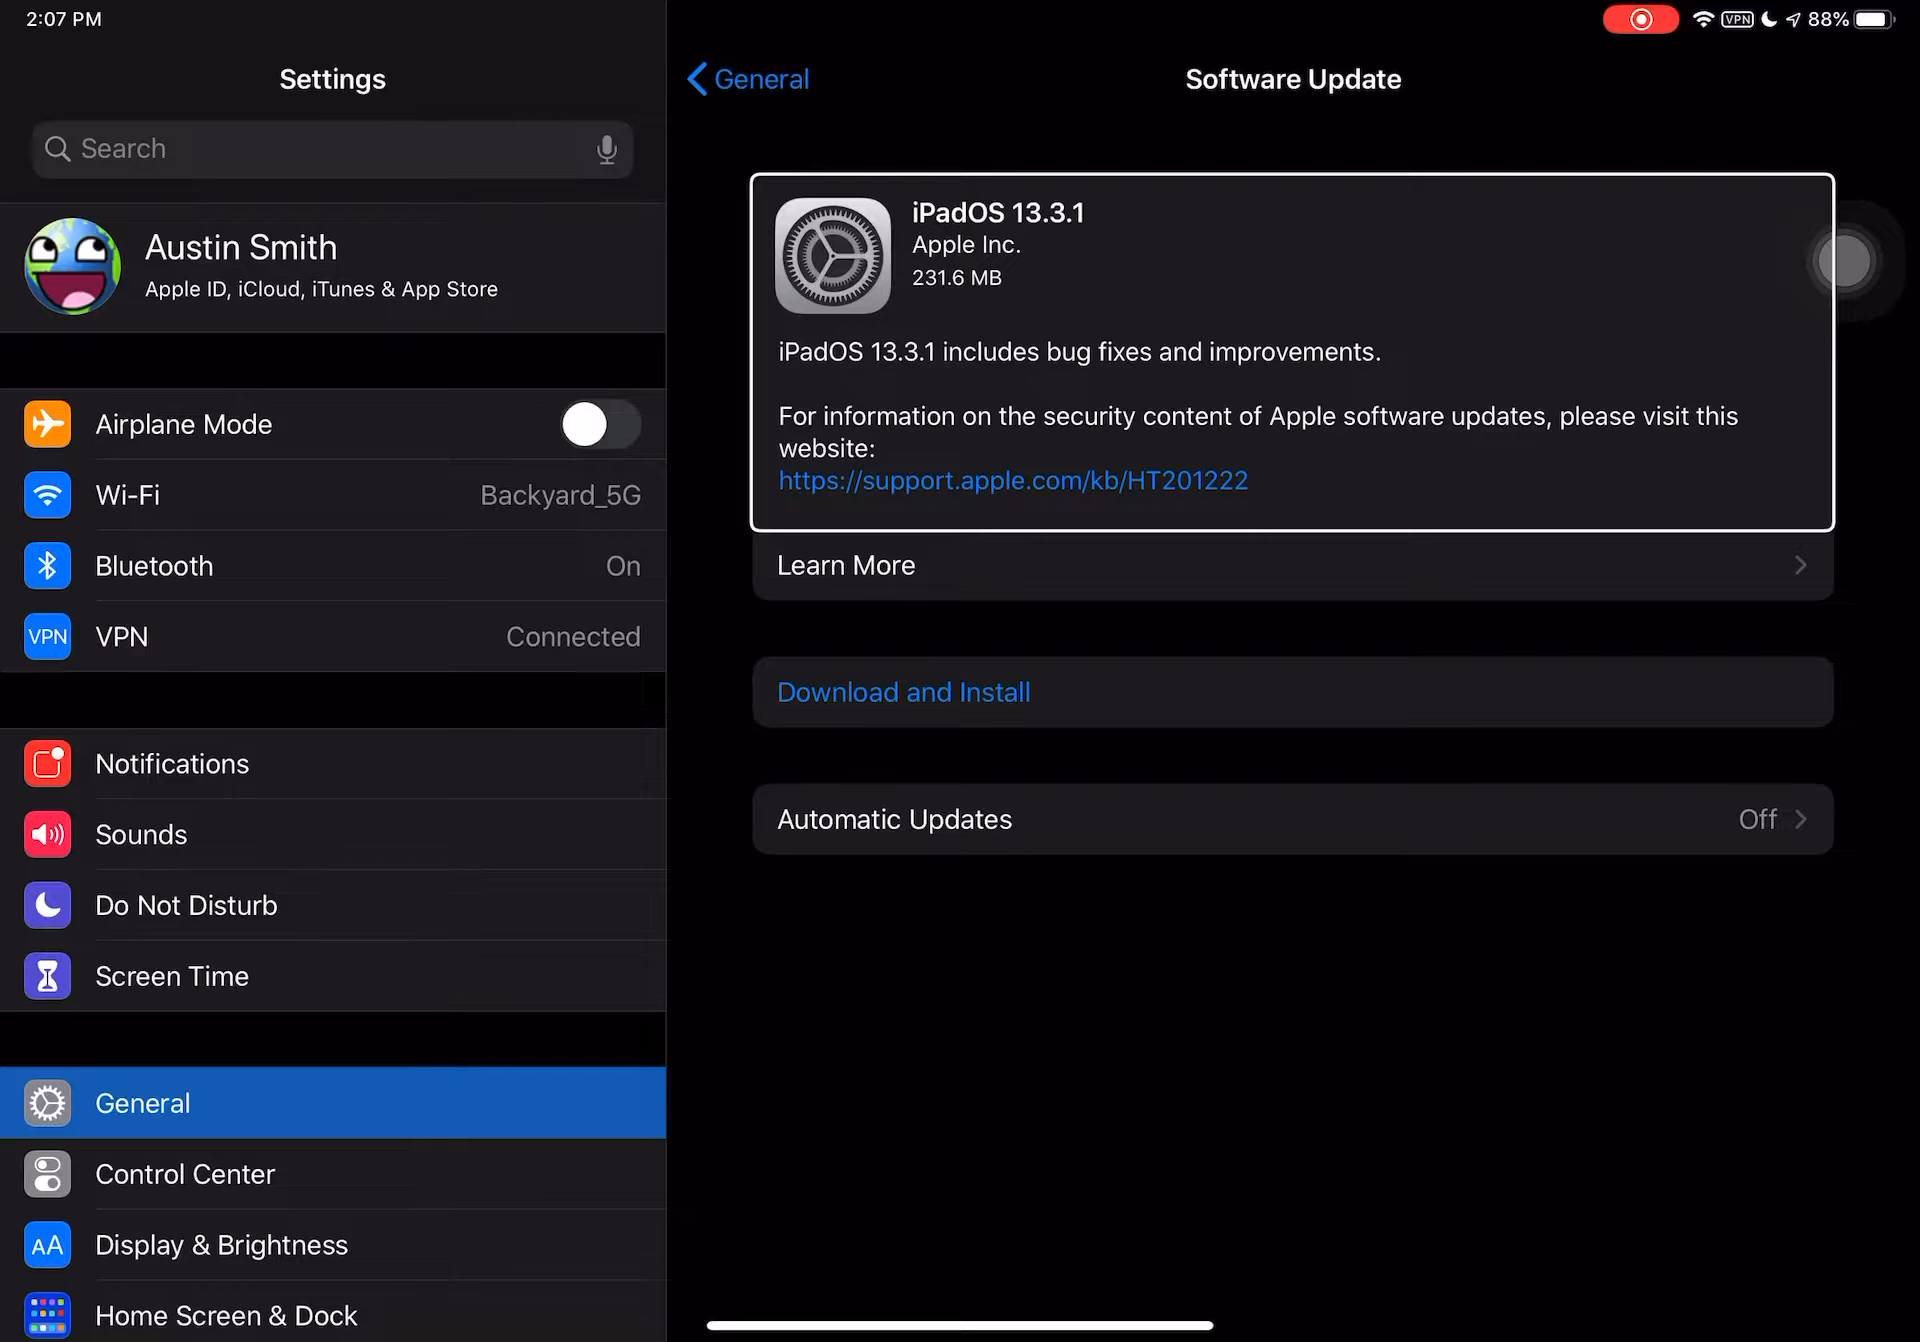 2:07 PM
VPN
88%
Settings
Search
Austin Smith
Apple ID, iCloud, iTunes & App Store
Airplane Mode
Wi-Fi
Backyard_5G
Bluetooth
On
VPN
VPN
Connected
Notifications
Sounds
Do Not Disturb
Screen Time
General
Control Center
AA
Display & Brightness
Home Screen & Dock
General
Software Update
iPadOS 13.3.1
Apple Inc.
231.6 MB
iPadOS 13.3.1 includes bug fixes and improvements.
For information on the security content of Apple software updates, please visit this
website:
https://support.apple.com/kb/HT201222
Learn More
Download and Install
Automatic Updates
Off